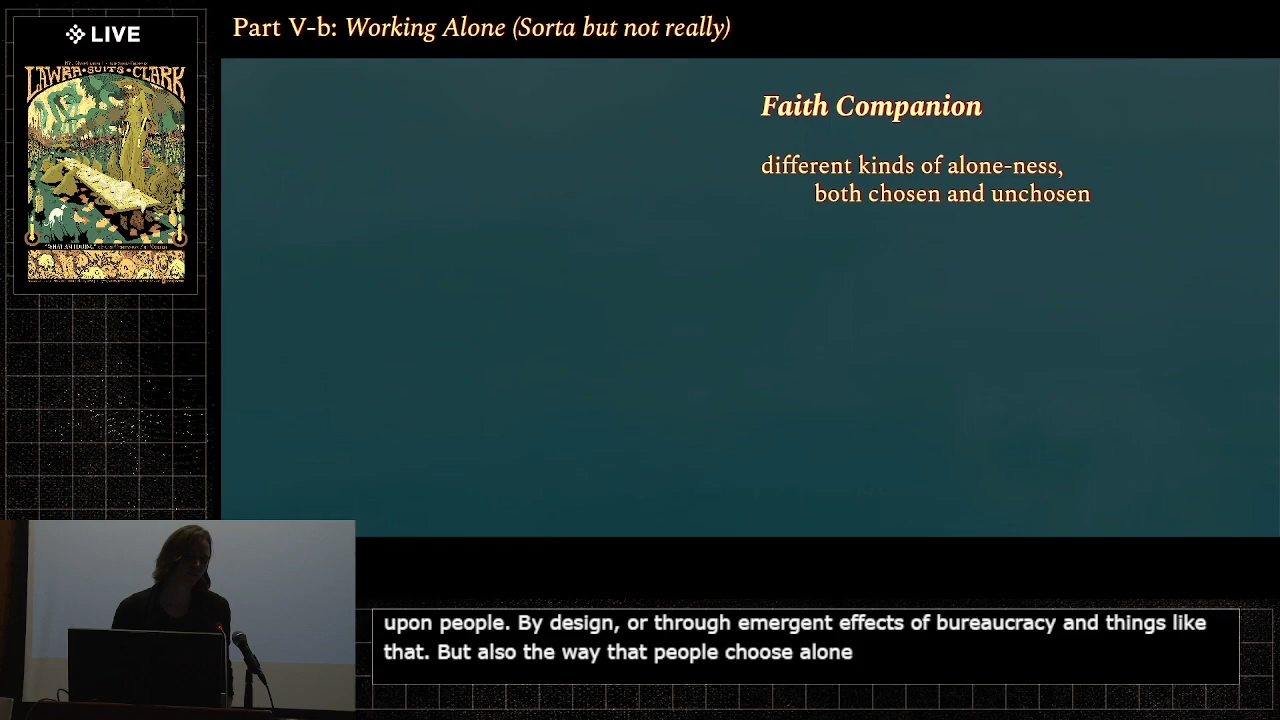 LIVE
Part V-b: Working Alone (Sorta but not really)
LAWRA·SUITS·CLARK
Faith Companion
different kinds of alone-ness,
both chosen and unchosen
upon people. By design, or through emergent effects of bureaucracy and things like
that. But also the way that people choose alone